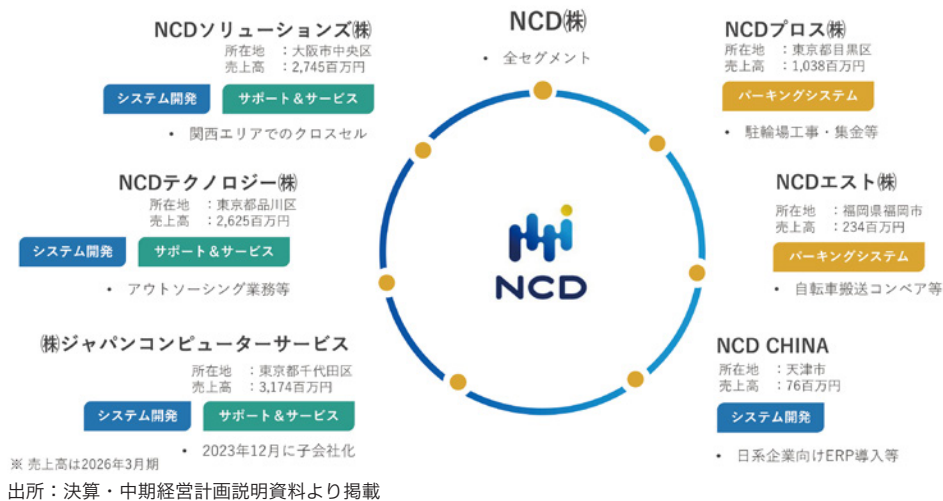 NCD㈱
• 全セグメント
NCDソリューションズ㈱
所在地 ：大阪市中央区
売上高 ：2,745百万円
システム開発
サポート＆サービス
• 関西エリアでのクロスセル
NCDテクノロジー㈱
所在地 ：東京都品川区
売上高 ：2,625百万円
システム開発
サポート＆サービス
• アウトソーシング業務等
㈱ジャパンコンピューターサービス
所在地 ：東京都千代田区
売上高 ：3,174百万円
システム開発
サポート＆サービス
• 2023年12月に子会社化
NCD
NCDプロス㈱
所在地 ：東京都目黒区
売上高 ：1,038百万円
パーキングシステム
• 駐輪場工事・集金等
NCDエスト㈱
所在地 ：福岡県福岡市
売上高 ：234百万円
パーキングシステム
• 自転車搬送コンベア等
NCD CHINA
所在地 ：天津市
売上高 ：76百万円
システム開発
• 日系企業向けERP導入等
※ 売上高は2026年3月期
出所：決算・中期経営計画説明資料より掲載